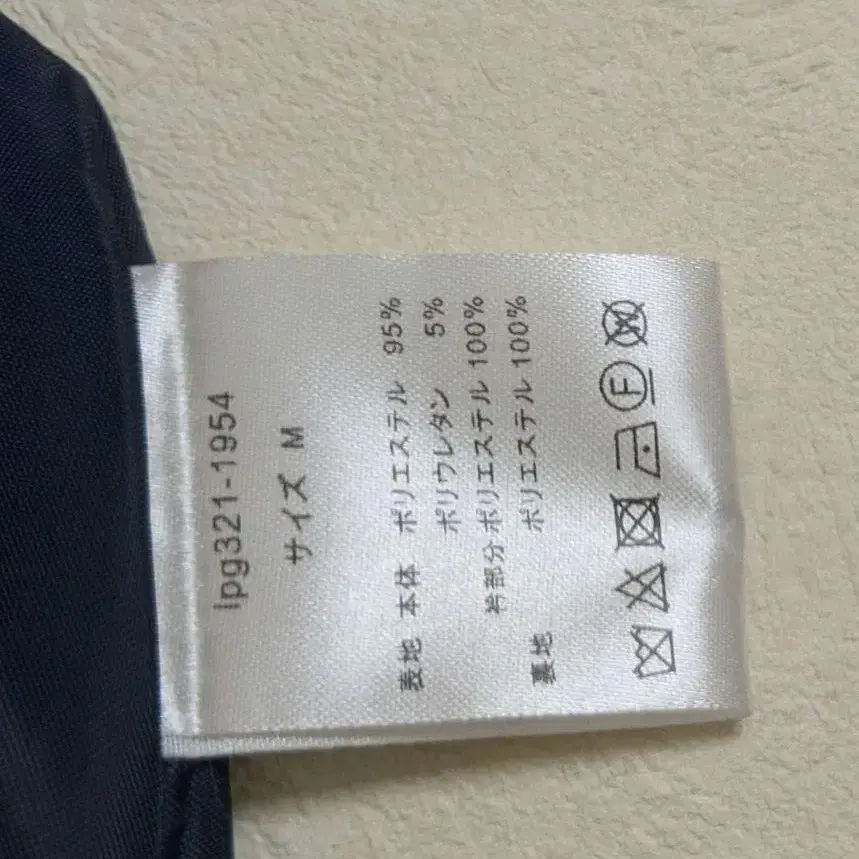 lpg321-1954
サイズ M
表地 本体 ポリエステル 95%
ポリウレタン 5%
衿部分 ポリエステル 100%
裏地 ポリエステル 100%
F W